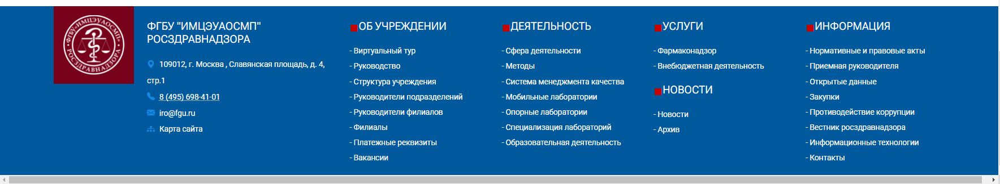 ФГБУ«ИМЦЭУАОСМП»
РОСЗДРАВНАДЗОРА
ФГБУ "ИМЦЭУАОСМП"
РОСЗДРАВНАДЗОРА
109012, г. Москва , Славянская площадь, д. 4,
стр.1
8 (495) 698-41-01
iro@fgu.ru
Карта сайта
ОБ УЧРЕЖДЕНИИ
- Виртуальный тур
- Руководство
- Структура учреждения
- Руководители подразделений
- Руководители филиалов
- Филиалы
- Платежные реквизиты
- Вакансии
ДЕЯТЕЛЬНОСТЬ
- Сфера деятельности
- Методы
- Система менеджмента качества
- Мобильные лаборатории
- Опорные лаборатории
- Специализация лабораторий
- Образовательная деятельность
УСЛУГИ
- Фармаконадзор
- Внебюджетная деятельность
НОВОСТИ
- Новости
- Архив
ИНФОРМАЦИЯ
- Нормативные и правовые акты
- Приемная руководителя
- Открытые данные
- Закупки
- Противодействие коррупции
- Вестник росздравнадзора
- Информационные технологии
- Контакты